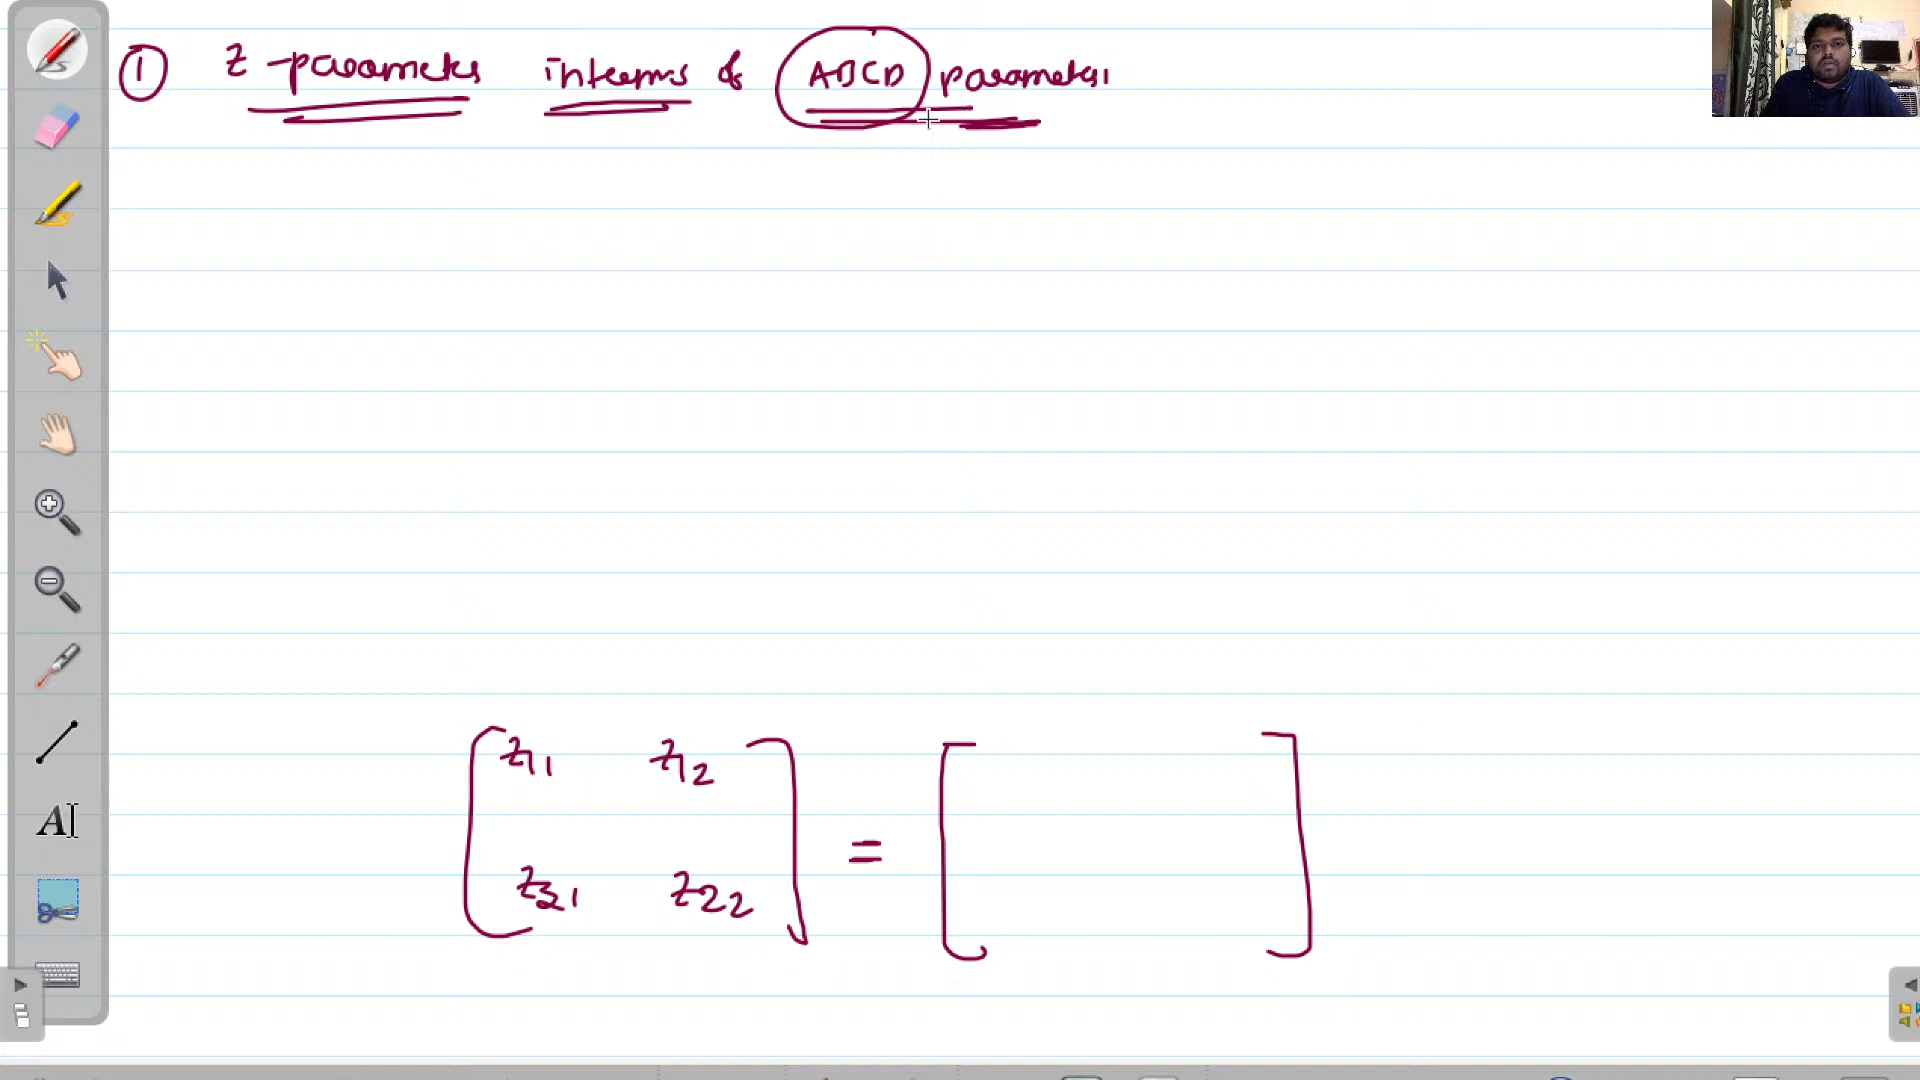 ① Z-parameters interms of ABCD parameters
Z11 Z12
=
Z21 Z22